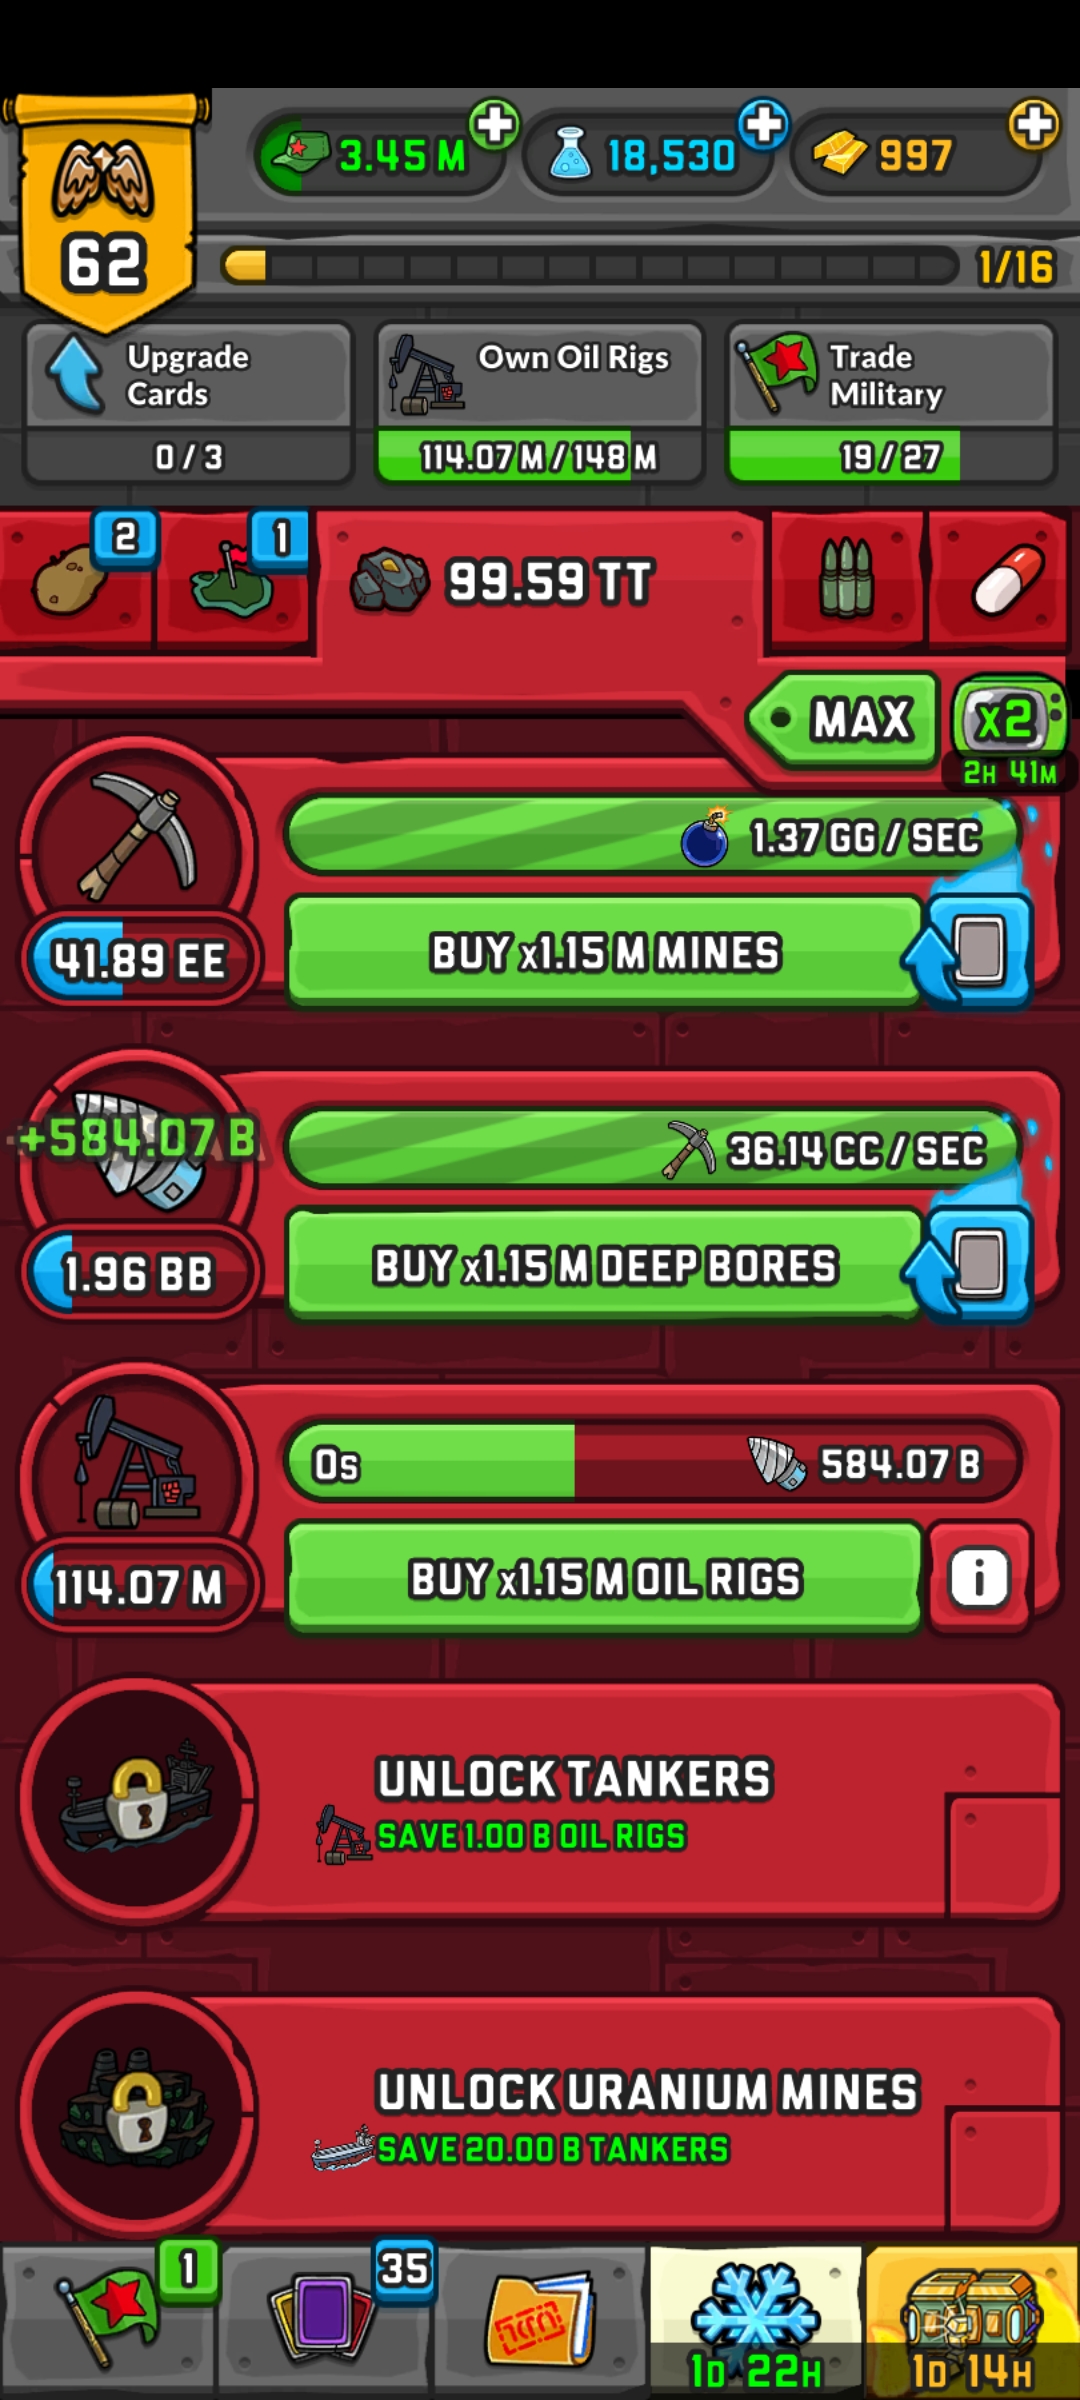 3.45 M
18,530
997
62
1/16
Upgrade
Cards
0 / 3
Own Oil Rigs
114.07 M / 148 M
Trade
Military
19 / 27
2
1
99.59 TT
MAX
x2
2H 41M
1.37 GG / SEC
41.89 EE
BUY x1.15 M MINES
+584.07 B
36.14 CC / SEC
1.96 BB
BUY x1.15 M DEEP BORES
0s
584.07 B
114.07 M
BUY x1.15 M OIL RIGS
i
UNLOCK TANKERS
SAVE 1.00 B OIL RIGS
UNLOCK URANIUM MINES
SAVE 20.00 B TANKERS
1
35
1D 22H
1D 14H